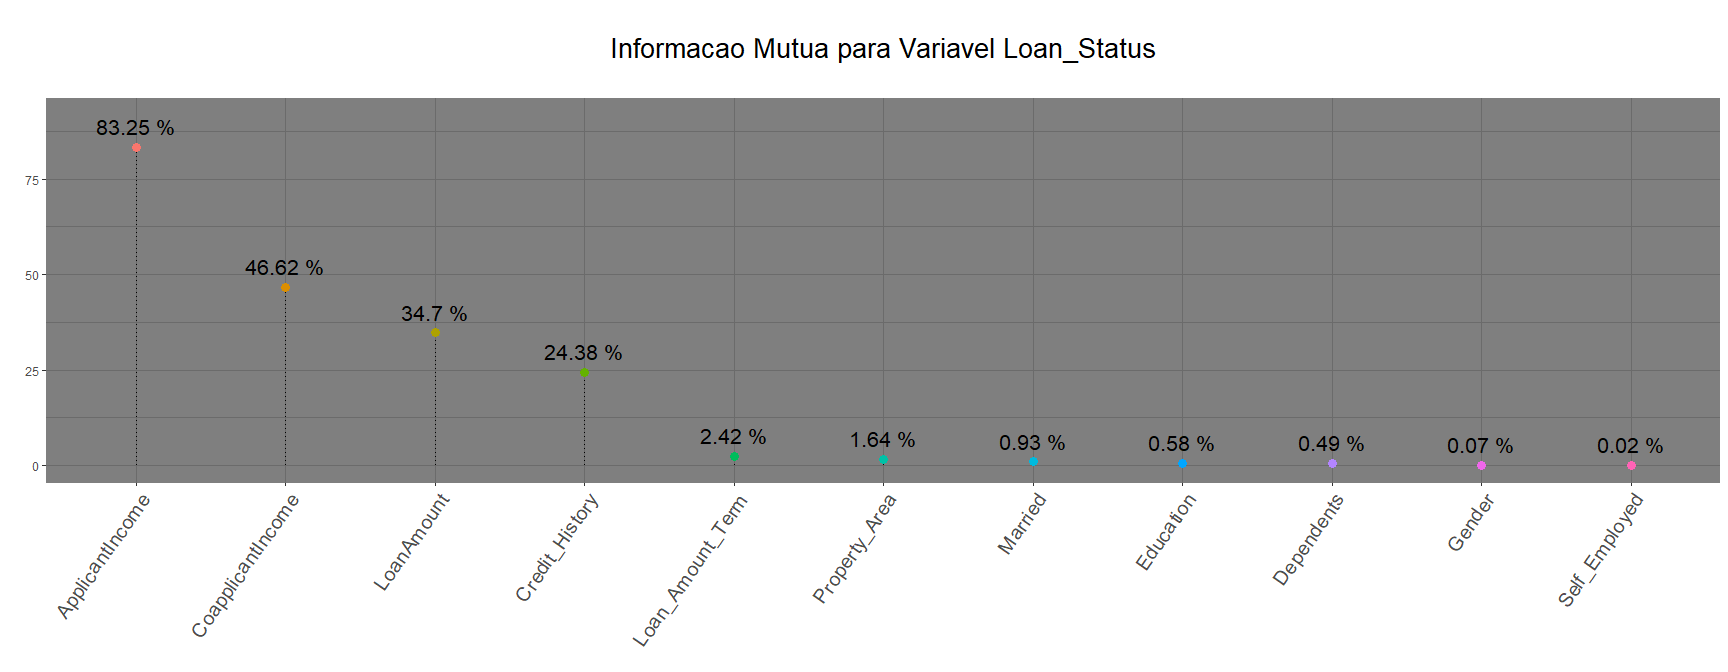 Informacao Mutua para Variavel Loan_Status
83.25 %
46.62 %
34.7 %
24.38 %
2.42 %
1.64 %
0.93 %
0.58 %
0.49 %
0.07 %
0.02 %
75
50
25
0
ApplicantIncome
CoapplicantIncome
LoanAmount
Credit_History
Loan_Amount_Term
Property_Area
Married
Education
Dependents
Gender
Self_Employed